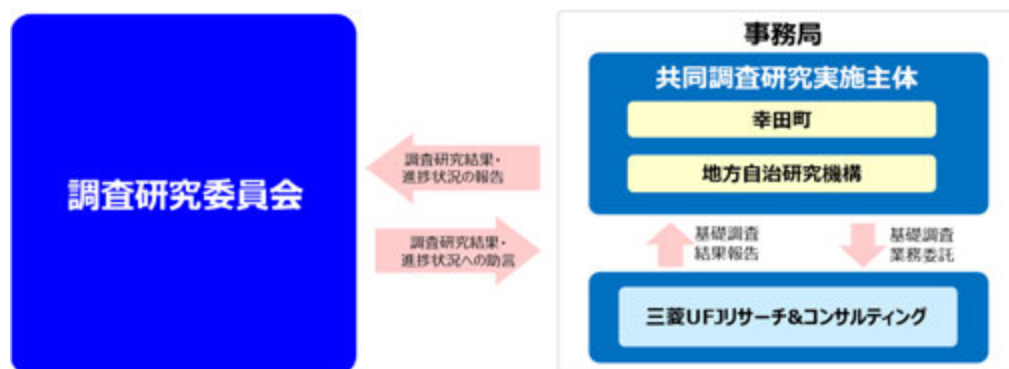 調査研究委員会
調査研究結果・
進捗状況の報告
調査研究結果・
進捗状況への助言
事務局
共同調査研究実施主体
幸田町
地方自治研究機構
基礎調査
結果報告
基礎調査
業務委託
三菱UFJリサーチ&コンサルティング